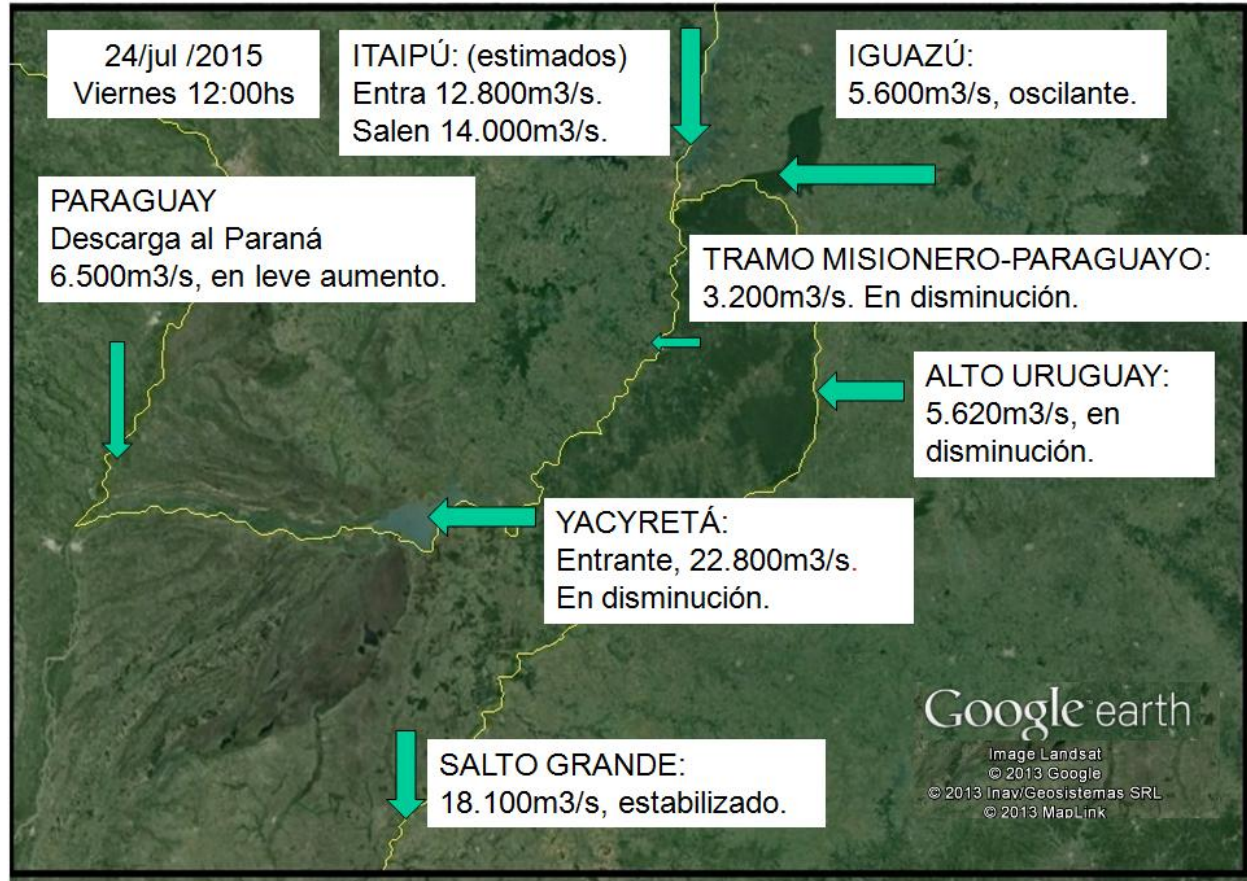 24/jul /2015
Viernes 12:00hs
ITAIPÚ: (estimados)
Entra 12.800m3/s.
Salen 14.000m3/s.
IGUAZÚ:
5.600m3/s, oscilante.
PARAGUAY
Descarga al Paraná
6.500m3/s, en leve aumento.
TRAMO MISIONERO-PARAGUAYO:
3.200m3/s. En disminución.
ALTO URUGUAY:
5.620m3/s, en
disminución.
YACYRETÁ:
Entrante, 22.800m3/s.
En disminución.
SALTO GRANDE:
18.100m3/s, estabilizado.
Google earth
Image Landsat
© 2013 Google
© 2013 Inav/Geosistemas SRL
© 2013 MapLink